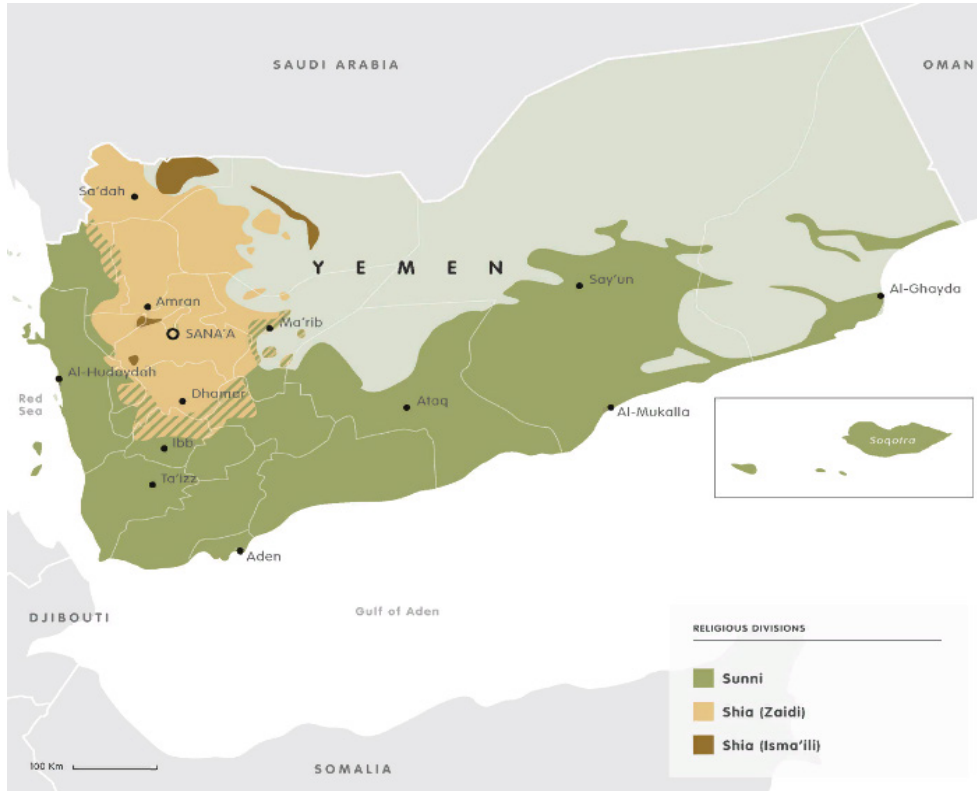 SAUDI ARABIA
OMAN
Sa'dah
YEMEN
Say'un
Al-Ghayda
Amran
Ma'rib
SANA'A
Al-Hudaydah
Red
Sea
Dhamar
Ataq
Al-Mukalla
Ibb
Soqotra
Ta'izz
Aden
Gulf of Aden
DJIBOUTI
RELIGIOUS DIVISIONS
Sunni
Shia (Zaidi)
Shia (Isma'ili)
100 Km
SOMALIA